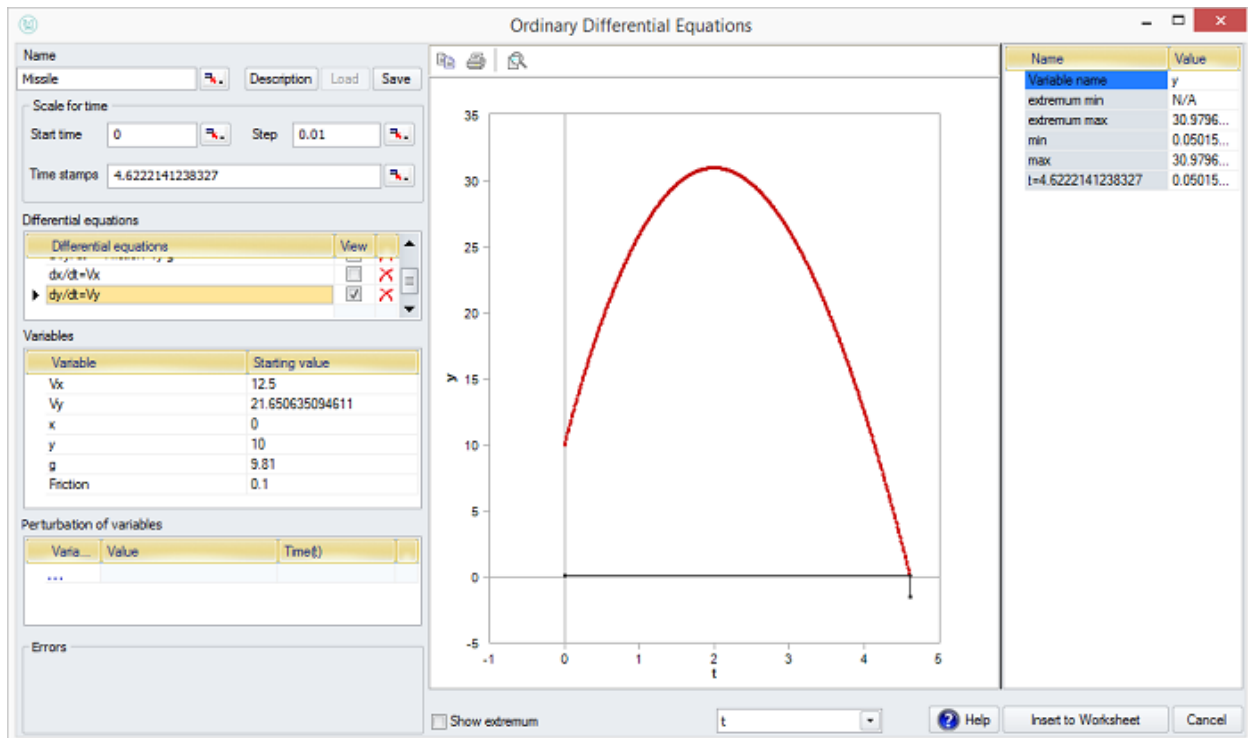 Ordinary Differential Equations
Name
Missile
Description
Load
Save
Scale for time
Start time
0
Step
0.01
Time stamps
4.6222141238327
Differential equations
Differential equations
View
dx/dt=Vx
dy/dt=Vy
Variables
Variable
Starting value
Vx
12.5
Vy
21.650635094611
x
0
y
10
g
9.81
Friction
0.1
Perturbation of variables
Varia...
Value
Time(t)
...
Errors
35
30
25
20
15
10
5
0
-5
y
-1
0
1
2
3
4
5
t
Show extremum
t
Help
Insert to Worksheet
Cancel
Name
Value
Variable name
y
extremum min
N/A
extremum max
30.9796...
min
0.05015...
max
30.9796...
t=4.6222141238327
0.05015...